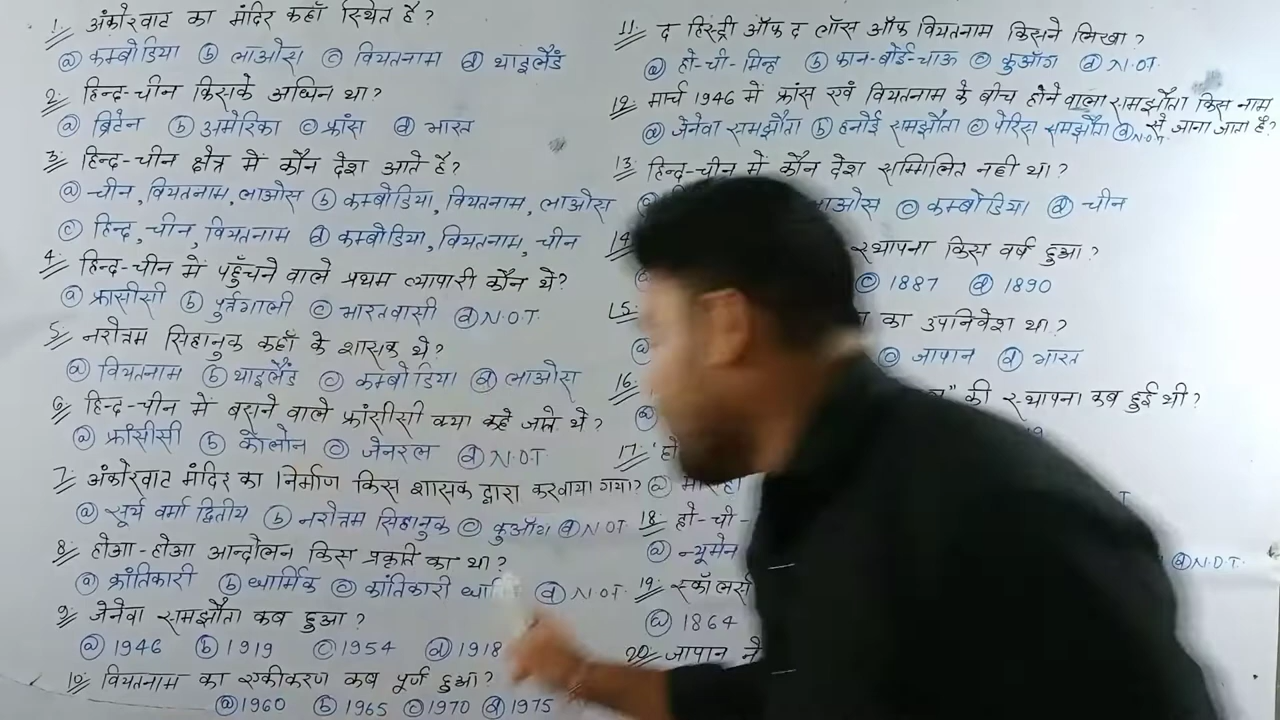 1. अंकोरवाट का मंदिर कहाँ स्थित है?
(a) कम्बोडिया (b) लाओस (c) वियतनाम (d) थाइलैंड
2. हिन्द-चीन किसके अधिन था?
(a) ब्रिटेन (b) अमेरिका (c) फ्रांस (d) भारत
3. हिन्द-चीन क्षेत्र में कौन देश आते है?
(a) चीन, वियतनाम, लाओस (b) कम्बोडिया, वियतनाम, लाओस
(c) हिन्द, चीन, वियतनाम (d) कम्बोडिया, वियतनाम, चीन
4. हिन्द-चीन में पहुँचने वाले प्रथम व्यापारी कौन थे?
(a) फ्रासीसी (b) पुर्तगाली (c) भारतवासी (d) N.O.T.
5. नरोत्तम सिहानुक कहाँ के शासक थे?
(a) वियतनाम (b) थाइलैंड (c) कम्बोडिया (d) लाओस
6. हिन्द-चीन में बसने वाले फ्रांसीसी क्या कहे जाते थे?
(a) फ्रांसीसी (b) कोलोन (c) जेनरल (d) N.O.T
7. अंकोरवाट मंदिर का निर्माण किस शासक द्वारा करवाया गया?
(a) सूर्य वर्मा द्वितीय (b) नरोत्तम सिहानुक (c) कुआंग (d) N.O.T
8. होआ-होआ आन्दोलन किस प्रकृति का था?
(a) क्रांतिकारी (b) धार्मिक (c) क्रांतिकारी (d) N.O.T.
9. जेनेवा समझौता कब हुआ?
(a) 1946 (b) 1919 (c) 1954 (d) 1918
10. वियतनाम का एकीकरण कब पूर्ण हुआ?
(a) 1960 (b) 1965 (c) 1970 (d) 1975
11. द हिस्ट्री ऑफ द लॉस ऑफ वियतनाम किसने लिखा?
(a) हो-ची-मिन्ह (b) फान-बोई-चाऊ (c) कुआंग (d) N.O.T.
12. मार्च 1946 में फ्रांस एवं वियतनाम के बीच होने वाला समझौता किस नाम
से जाना जाता है?
(a) जेनेवा समझौता (b) हनोई समझौता (c) पेरिस समझौता (d) N.O.T.
13. हिन्द-चीन में कौन देश सम्मिलित नहीं था?
(c) कम्बोडिया (d) चीन
14. स्थापना किस वर्ष हुआ?
(c) 1887 (d) 1890
15. का उपनिवेश था?
(a) (c) जापान (d) भारत
16. की स्थापना कब हुई थी?
(a)
17. 'हो
(a)
18. हो-ची-
(a) न्यूमेन (d) N.O.T.
19. स्कॉलर्स
(a) 1864
20. जापान ने